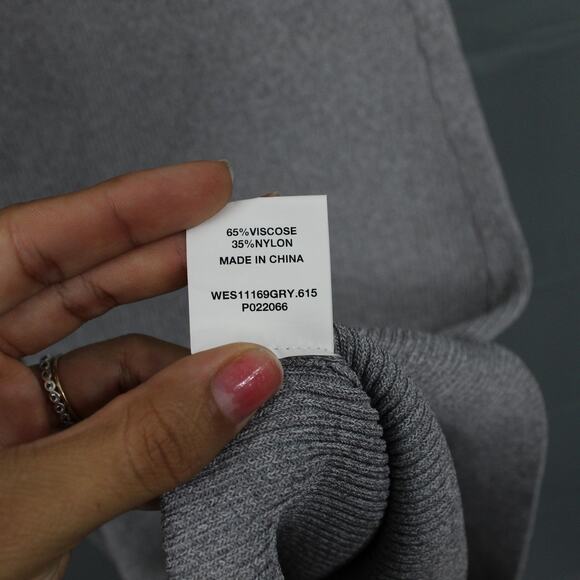 65%VISCOSE
35%NYLON
MADE IN CHINA
WES11169GRY.615
P022066